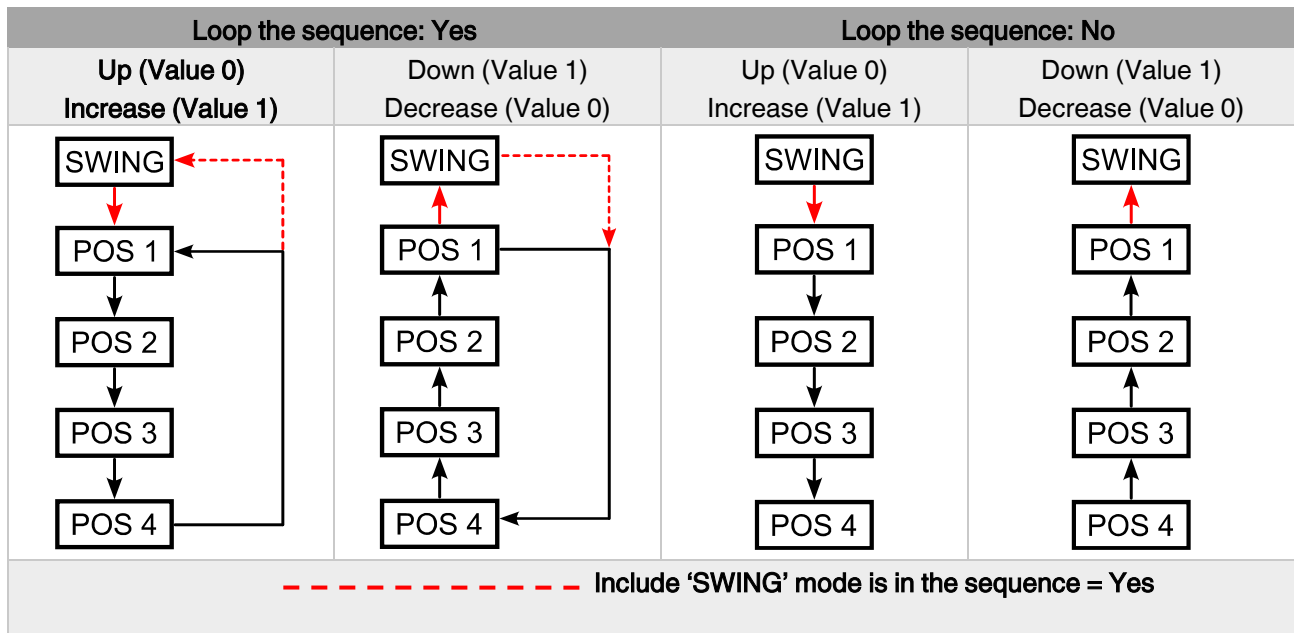 Loop the sequence: Yes
Loop the sequence: No
Up (Value 0)
Increase (Value 1)
Down (Value 1)
Decrease (Value 0)
Up (Value 0)
Increase (Value 1)
Down (Value 1)
Decrease (Value 0)
SWING
POS 1
POS 2
POS 3
POS 4
SWING
POS 1
POS 2
POS 3
POS 4
SWING
POS 1
POS 2
POS 3
POS 4
SWING
POS 1
POS 2
POS 3
POS 4
Include ‘SWING’ mode is in the sequence = Yes